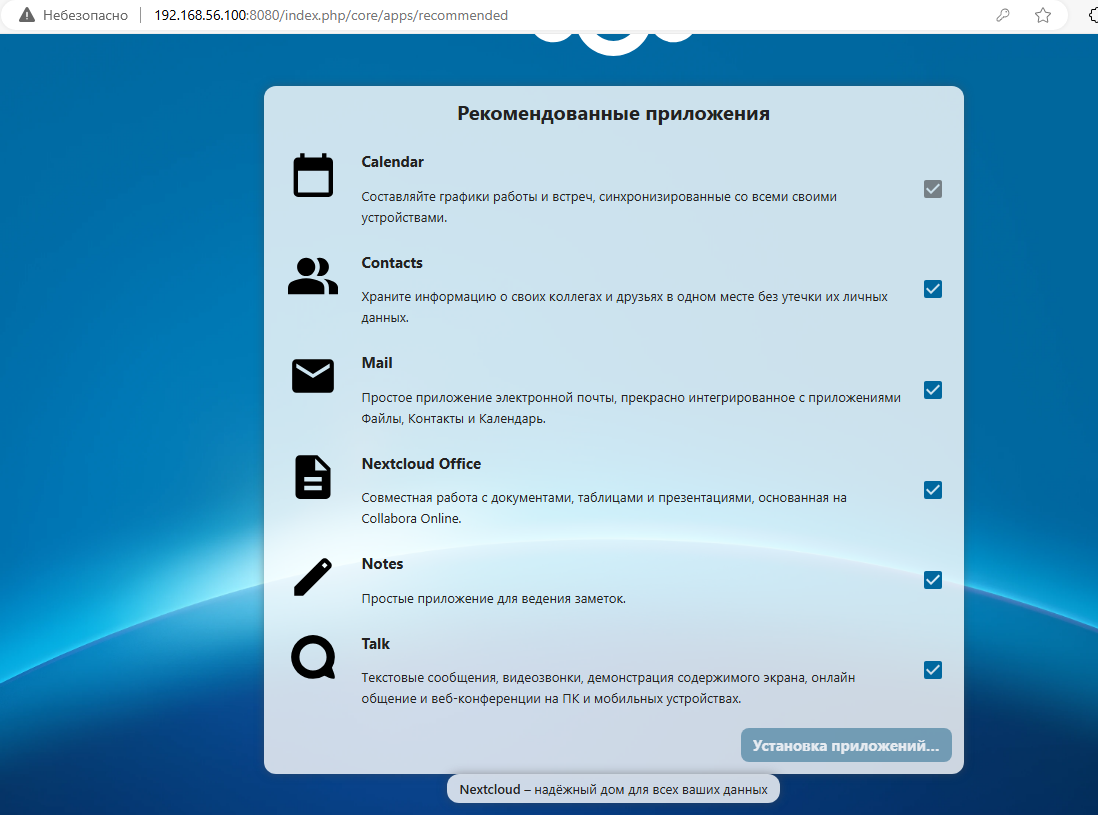 Небезопасно
192.168.56.100:8080/index.php/core/apps/recommended
Рекомендованные приложения
Calendar
Составляйте графики работы и встреч, синхронизированные со всеми своими
устройствами.
Contacts
Храните информацию о своих коллегах и друзьях в одном месте без утечки их личных
данных.
Mail
Простое приложение электронной почты, прекрасно интегрированное с приложениями
Файлы, Контакты и Календарь.
Nextcloud Office
Совместная работа с документами, таблицами и презентациями, основанная на
Collabora Online.
Notes
Простые приложение для ведения заметок.
Talk
Текстовые сообщения, видеозвонки, демонстрация содержимого экрана, онлайн
общение и веб-конференции на ПК и мобильных устройствах.
Установка приложений...
Nextcloud – надёжный дом для всех ваших данных